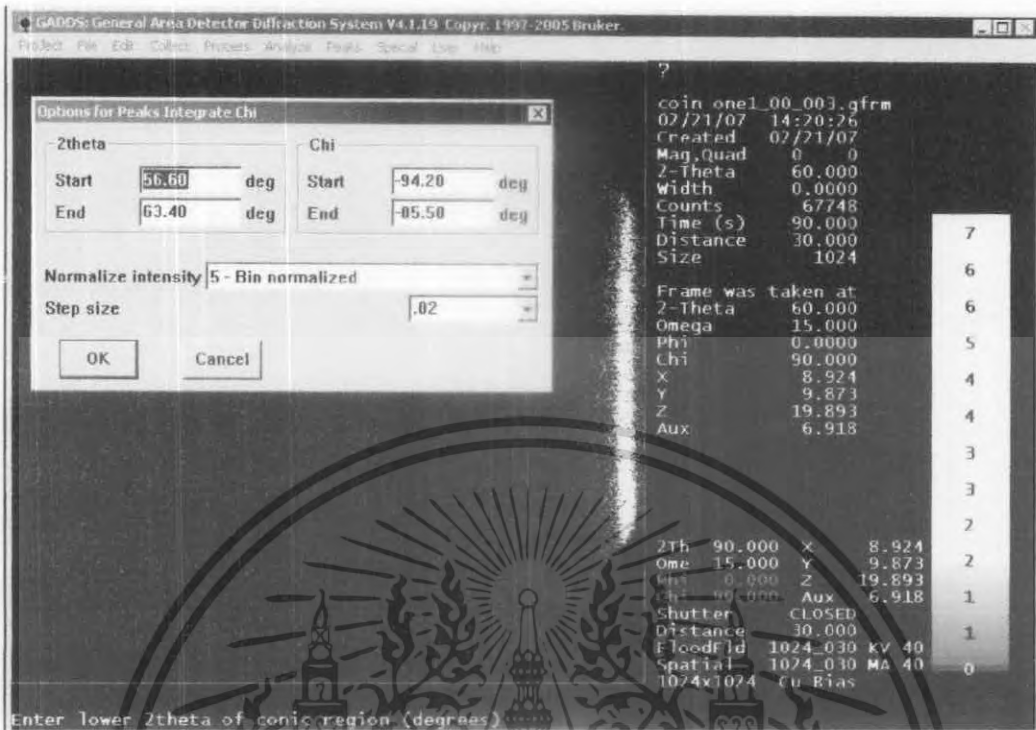 GADDS: General Area Detector Diffraction System V4.1.19 Copyr. 1997-2005 Bruker.
Project File Edit Collect Process Analyze Peaks Special User Help
Options for Peaks Integrate Chi
2theta
Start 56.60 deg
End 63.40 deg
Chi
Start -94.20 deg
End -85.50 deg
Normalize intensity 5 - Bin normalized
Step size .02
OK Cancel
?
coin one1_00_003.gfrm
02/21/07 14:20:26
Created 02/21/07
Mag.Quad 0 0
2-Theta 60.000
Width 0.0000
Counts 67748
Time (s) 90.000
Distance 30.000
Size 1024
Frame was taken at
2-Theta 60.000
Omega 15.000
Phi 0.0000
Chi 90.000
X 8.924
Y 9.873
Z 19.893
Aux 6.918
7
6
6
5
4
4
3
3
2
2
1
1
0
2Th 90.000 X 8.924
Ome 15.000 Y 9.873
Phi 0.000 Z 19.893
Chi 90.000 Aux 6.918
Shutter CLOSED
Distance 30.000
FloodFld 1024_030 KV 40
Spatial 1024_030 MA 40
1024x1024 Cu Bias
Enter lower 2theta of conic region (degrees)